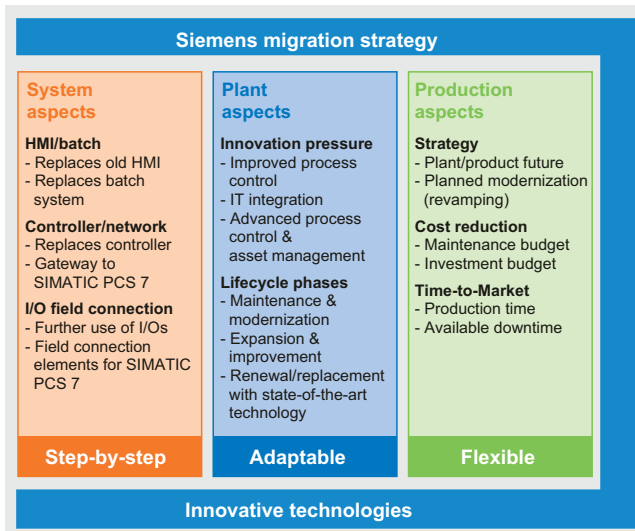 Siemens migration strategy
System
aspects
HMI/batch
- Replaces old HMI
- Replaces batch
system
Controller/network
- Replaces controller
- Gateway to
SIMATIC PCS 7
I/O field connection
- Further use of I/Os
- Field connection
elements for SIMATIC
PCS 7
Step-by-step
Plant
aspects
Innovation pressure
- Improved process
control
- IT integration
- Advanced process
control &
asset management
Lifecycle phases
- Maintenance &
modernization
- Expansion &
improvement
- Renewal/replacement
with state-of-the-art
technology
Adaptable
Production
aspects
Strategy
- Plant/product future
- Planned modernization
(revamping)
Cost reduction
- Maintenance budget
- Investment budget
Time-to-Market
- Production time
- Available downtime
Flexible
Innovative technologies